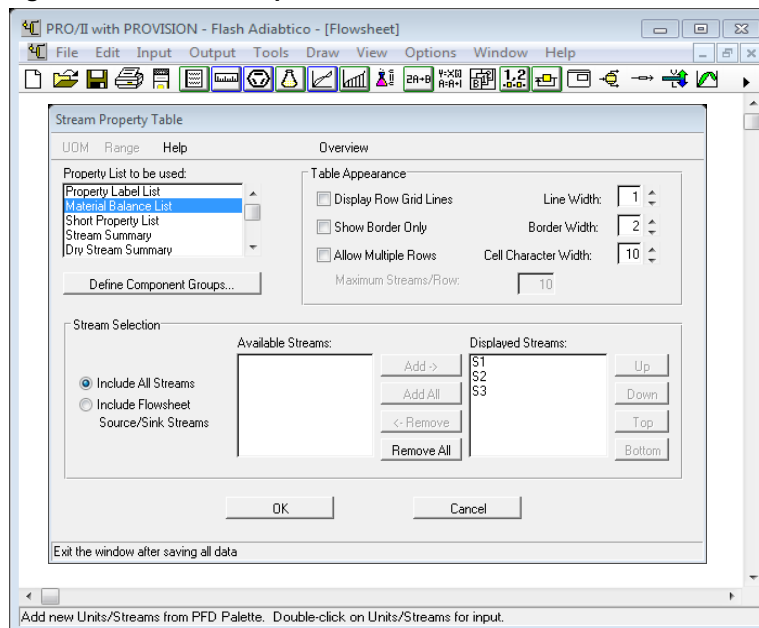 PRO/II with PROVISION - Flash Adiabtico - [Flowsheet]
File Edit Input Output Tools Draw View Options Window Help
Stream Property Table
UOM Range Help Overview
Property List to be used:
Property Label List
Material Balance List
Short Property List
Stream Summary
Dry Stream Summary
Define Component Groups...
Table Appearance
Display Row Grid Lines Line Width: 1
Show Border Only Border Width: 2
Allow Multiple Rows Cell Character Width: 10
Maximum Streams/Row: 10
Stream Selection
Available Streams: Displayed Streams:
Include All Streams
Include Flowsheet
Source/Sink Streams
Add ->
Add All
<- Remove
Remove All
S1
S2
S3
Up
Down
Top
Bottom
OK Cancel
Exit the window after saving all data
Add new Units/Streams from PFD Palette. Double-click on Units/Streams for input.